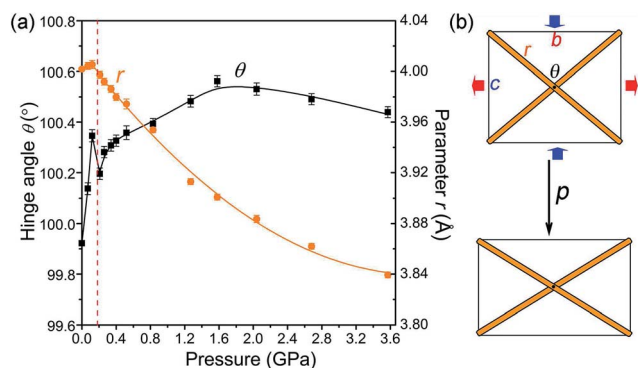 (a)
100.8
100.6
100.4
100.2
100.0
99.8
99.6
Hinge angle θ (°)
r
θ
4.04
4.00
3.96
3.92
3.88
3.84
3.80
Parameter r (Å)
0.0 0.4 0.8 1.2 1.6 2.0 2.4 2.8 3.2 3.6
Pressure (GPa)
(b)
b
r
θ
c
p